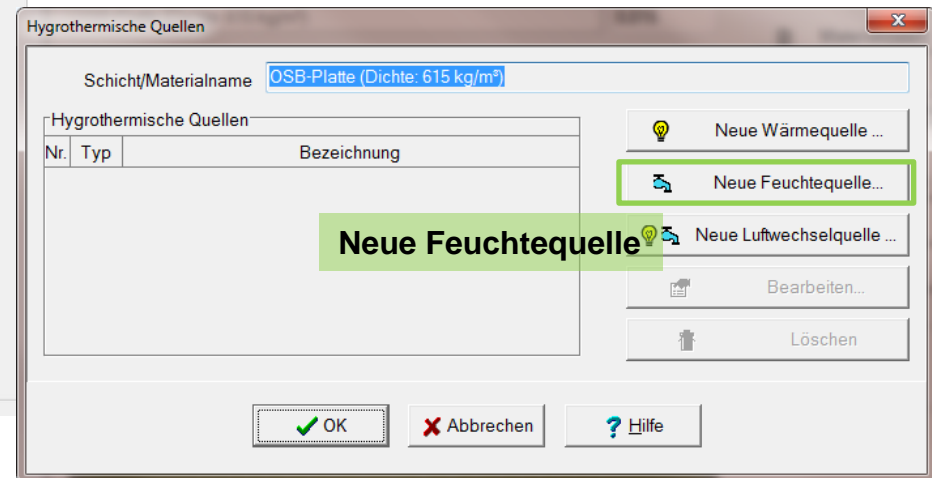 Hygrothermische Quellen
Schicht/Materialname OSB-Platte (Dichte: 615 kg/m³)
Hygrothermische Quellen
Nr. Typ Bezeichnung
Neue Wärmequelle ...
Neue Feuchtequelle...
Neue Feuchtequelle
Neue Luftwechselquelle ...
Bearbeiten...
Löschen
OK Abbrechen Hilfe